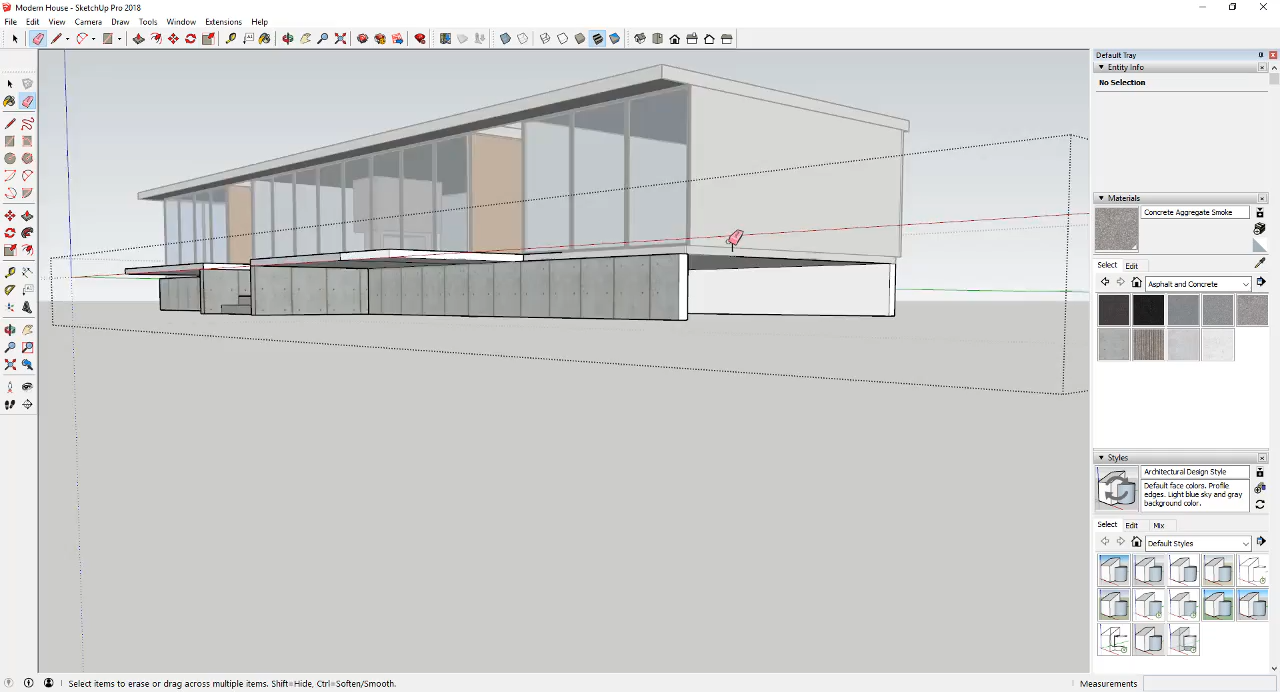 Modern House - SketchUp Pro 2018
File Edit View Camera Draw Tools Window Extensions Help
Default Tray
Entity Info
No Selection
Materials
Concrete Aggregate Smoke
Select Edit
Asphalt and Concrete
Styles
Architectural Design Style
Default face colors. Profile
edges. Light blue sky and gray
background color.
Select Edit Mix
Default Styles
Select items to erase or drag across multiple items. Shift=Hide, Ctrl=Soften/Smooth.
Measurements